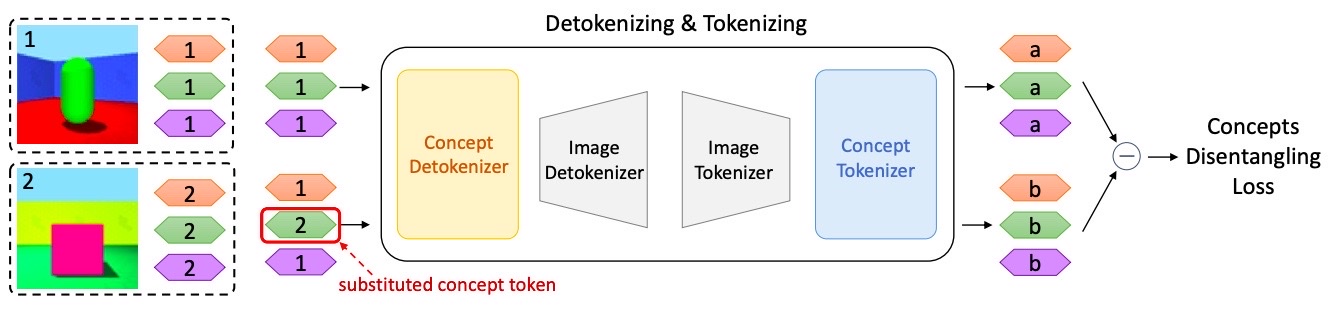 Detokenizing & Tokenizing
1
1
1
1
2
2
2
2
1
1
1
1
2
1
substituted concept token
Concept
Detokenizer
Image
Detokenizer
Image
Tokenizer
Concept
Tokenizer
a
a
a
b
b
b
−
Concepts
Disentangling
Loss